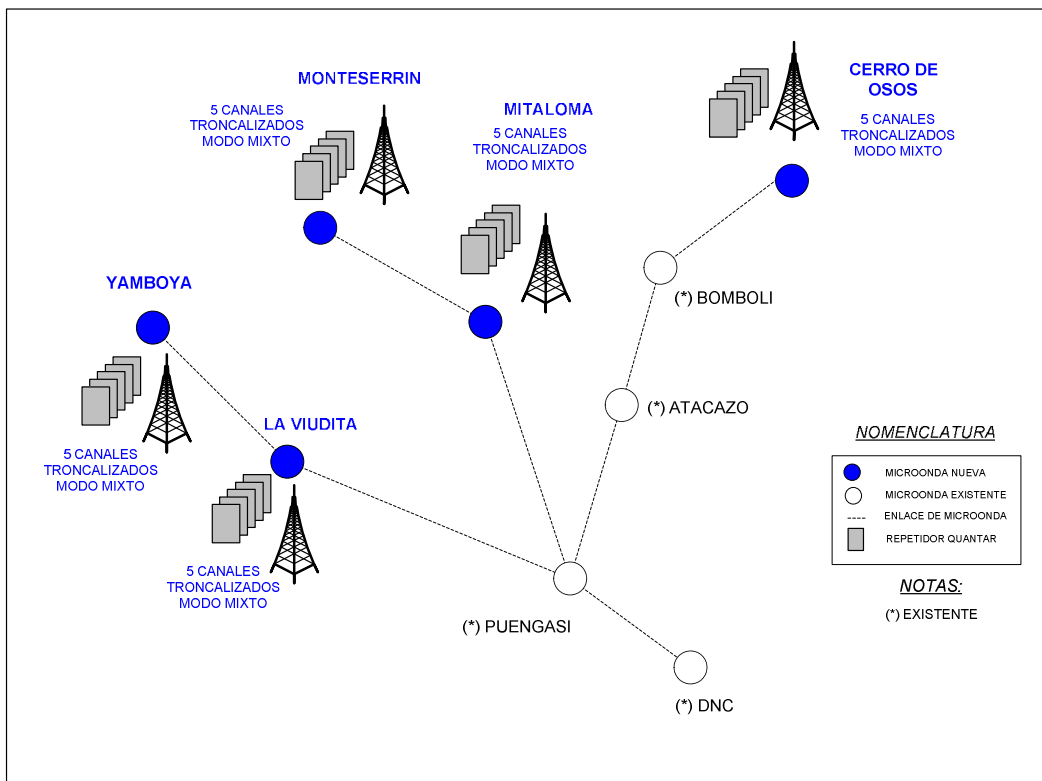 MONTESERRIN
5 CANALES
TRONCALIZADOS
MODO MIXTO
MITALOMA
5 CANALES
TRONCALIZADOS
MODO MIXTO
CERRO DE
OSOS
5 CANALES
TRONCALIZADOS
MODO MIXTO
YAMBOYA
5 CANALES
TRONCALIZADOS
MODO MIXTO
LA VIUDITA
5 CANALES
TRONCALIZADOS
MODO MIXTO
(*) BOMBOLI
(*) ATACAZO
(*) PUENGASI
(*) DNC
NOMENCLATURA
MICROONDA NUEVA
MICROONDA EXISTENTE
ENLACE DE MICROONDA
REPETIDOR QUANTAR
NOTAS:
(*) EXISTENTE